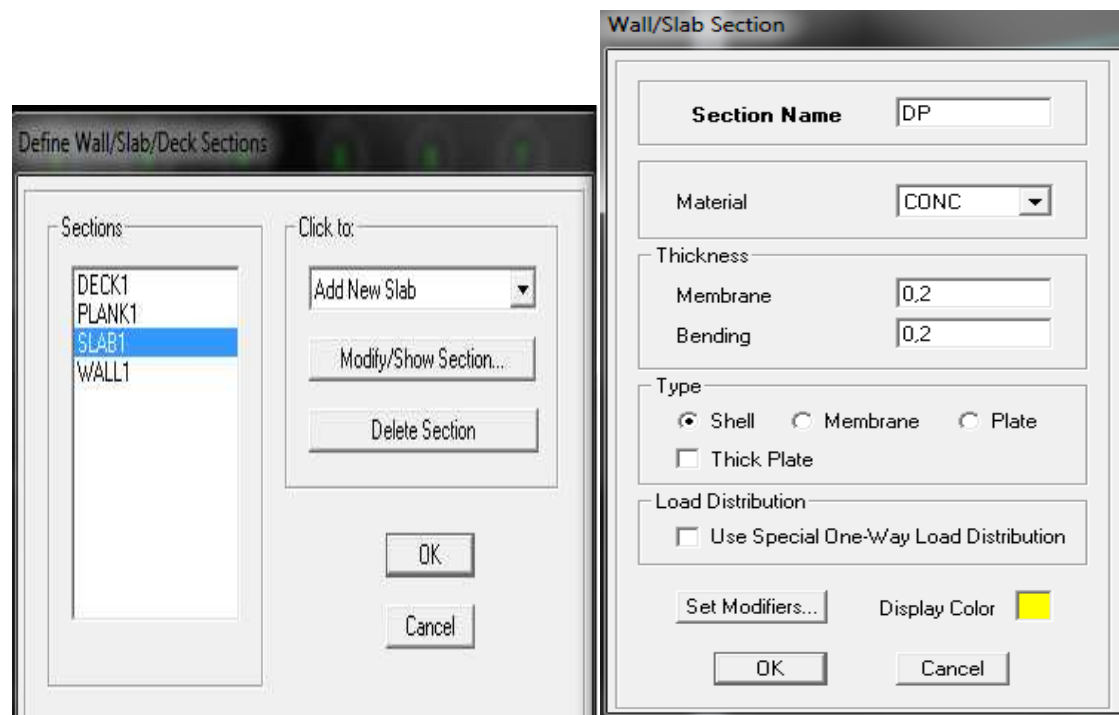 Define Wall/Slab/Deck Sections
Sections
DECK1
PLANK1
SLAB1
WALL1
Click to:
Add New Slab
Modify/Show Section...
Delete Section
OK
Cancel
Wall/Slab Section
Section Name DP
Material CONC
Thickness
Membrane 0,2
Bending 0,2
Type
Shell Membrane Plate
Thick Plate
Load Distribution
Use Special One-Way Load Distribution
Set Modifiers... Display Color
OK Cancel